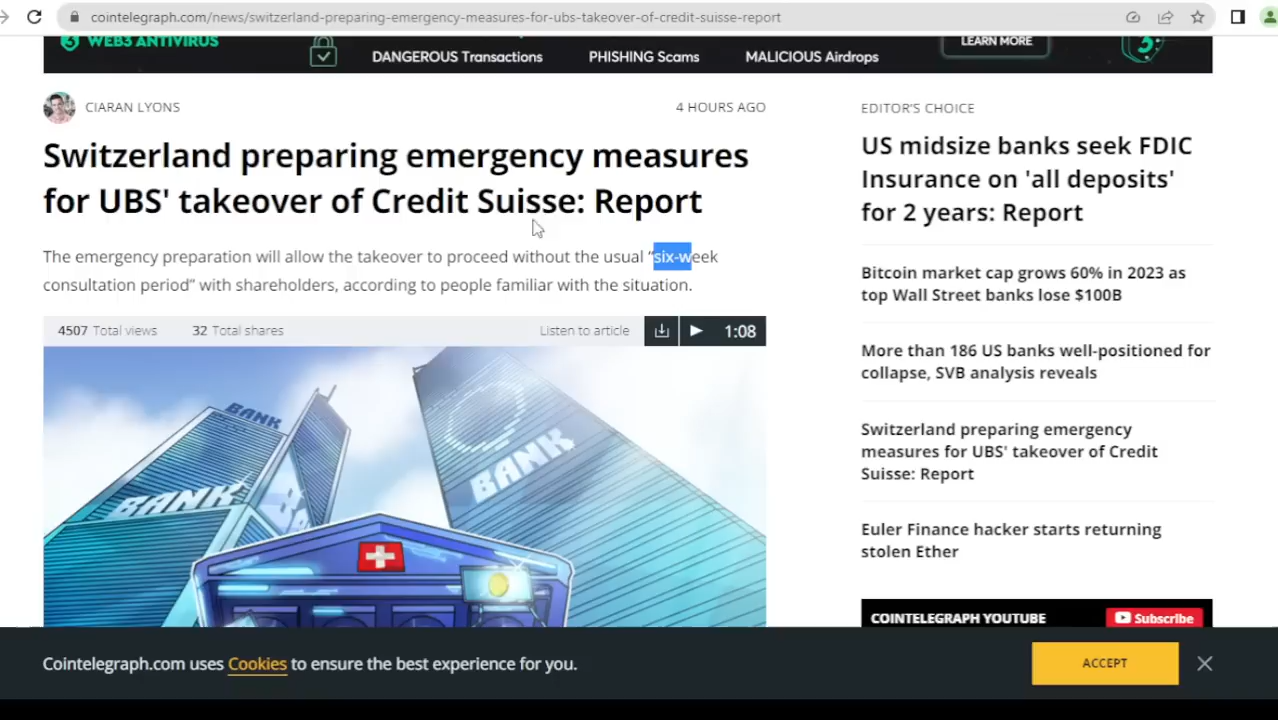 cointelegraph.com/news/switzerland-preparing-emergency-measures-for-ubs-takeover-of-credit-suisse-report
WEB3 ANTIVIRUS
DANGEROUS Transactions
PHISHING Scams
MALICIOUS Airdrops
LEARN MORE
CIARAN LYONS
4 HOURS AGO
Switzerland preparing emergency measures
for UBS' takeover of Credit Suisse: Report
The emergency preparation will allow the takeover to proceed without the usual “six-week
consultation period” with shareholders, according to people familiar with the situation.
4507 Total views
32 Total shares
Listen to article
1:08
BANK
BANK
BANK
EDITOR'S CHOICE
US midsize banks seek FDIC
Insurance on 'all deposits'
for 2 years: Report
Bitcoin market cap grows 60% in 2023 as
top Wall Street banks lose $100B
More than 186 US banks well-positioned for
collapse, SVB analysis reveals
Switzerland preparing emergency
measures for UBS' takeover of Credit
Suisse: Report
Euler Finance hacker starts returning
stolen Ether
COINTELEGRAPH YOUTUBE
Subscribe
Cointelegraph.com uses Cookies to ensure the best experience for you.
ACCEPT